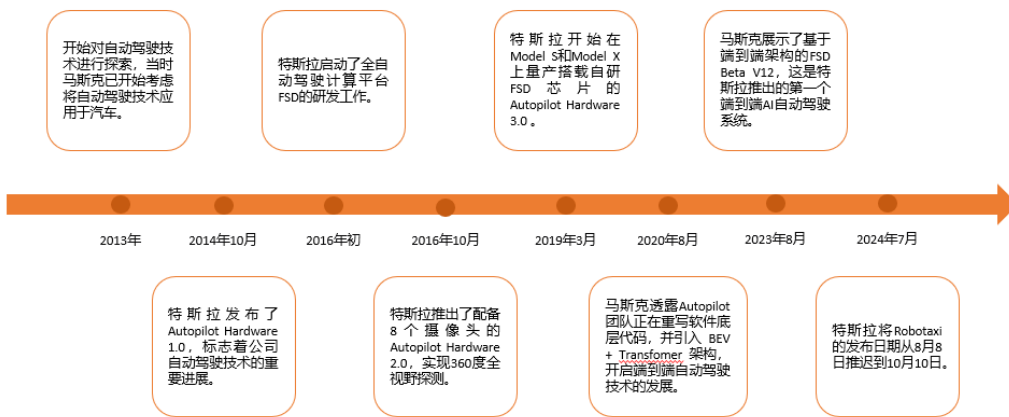 开始对自动驾驶技
术进行探索，当时
马斯克已开始考虑
将自动驾驶技术应
用于汽车。
特斯拉启动了全自
动驾驶计算平台
FSD的研发工作。
特斯拉开始在
Model S和Model X
上量产搭载自研
FSD 芯片的
Autopilot Hardware
3.0 。
马斯克展示了基于
端到端架构的FSD
Beta V12，这是特
斯拉推出的第一个
端到端AI自动驾驶
系统。
2013年
2014年10月
2016年初
2016年10月
2019年3月
2020年8月
2023年8月
2024年7月
特斯拉发布了
Autopilot Hardware
1.0，标志着公司
自动驾驶技术的重
要进展。
特斯拉推出了配备
8个摄像头的
Autopilot Hardware
2.0，实现360度全
视野探测。
马斯克透露Autopilot
团队正在重写软件底
层代码，并引入 BEV
+ Transfomer 架构，
开启端到端自动驾驶
技术的发展。
特斯拉将Robotaxi
的发布日期从8月8
日推迟到10月10日。